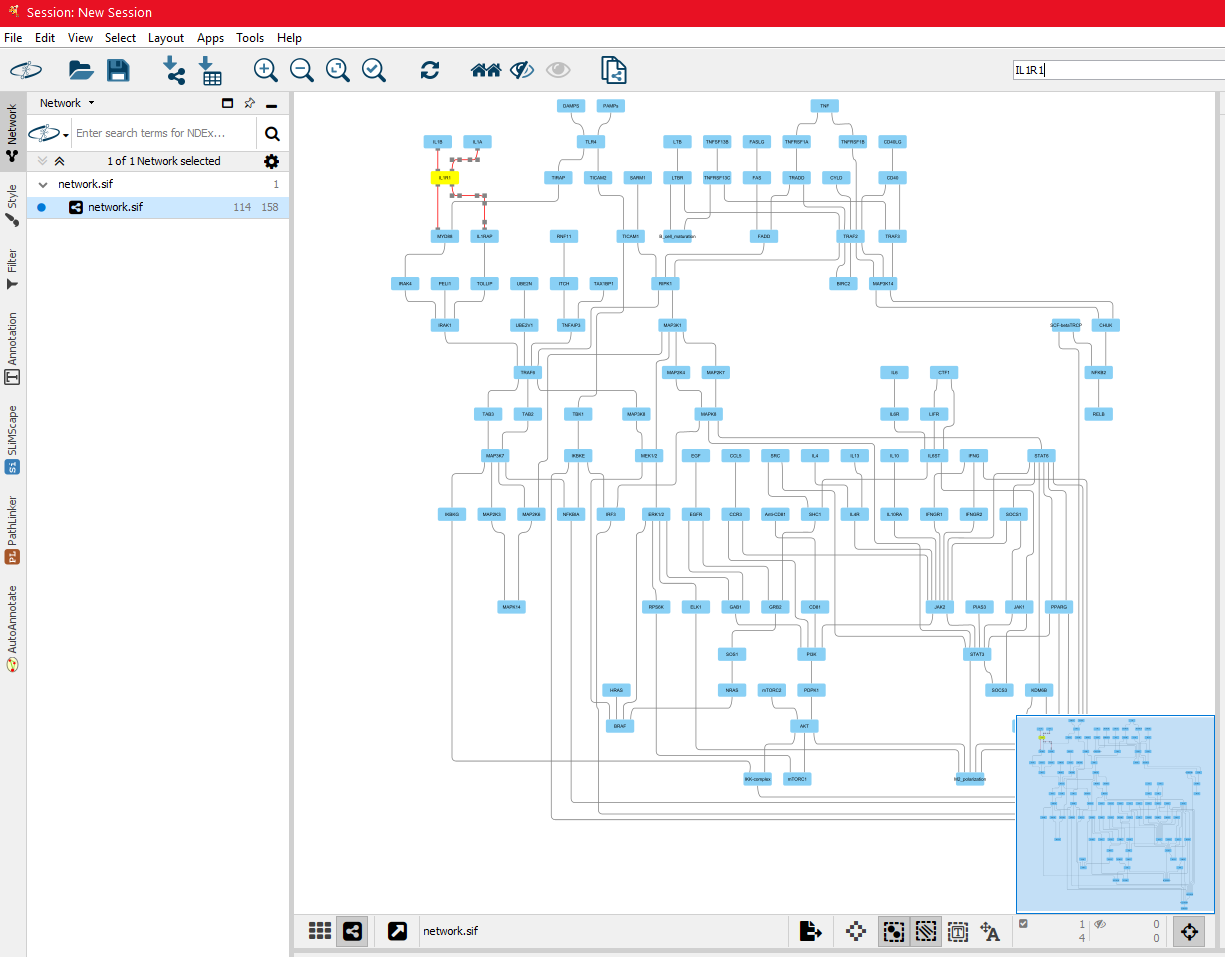 Session: New Session
File Edit View Select Layout Apps Tools Help
IL1R1
Network
Style
Filter
Annotation
SLiMScape
PathLinker
AutoAnnotate
Network
Enter search terms for NDEx...
1 of 1 Network selected
network.sif 1
network.sif 114 158
DAMPS PAMPs TNF
IL1B IL1A TLR4 LTB TNFSF13B FASLG TNFRSF1A TNFRSF1B CD40LG
IL1R1 TIRAP TICAM2 SARM1 LTBR TNFRSF13C FAS TRADD CYLD CD40
MYD88 IL1RAP RNF11 TICAM1 B_cell_maturation FADD TRAF2 TRAF3
IRAK4 PELI1 TOLLIP UBE2N ITCH TAX1BP1 RIPK1 BIRC2 MAP3K14
IRAK1 UBE2V1 TNFAIP3 MAP3K1 SCF-betaTRCP CHUK
TRAF6 MAP2K4 MAP2K7 IL6 CTF1 NFKB2
TAB3 TAB2 TBK1 MAP3K8 MAPK8 IL6R LIFR RELB
MAP3K7 IKBKE MEK1/2 EGF CCL5 SRC IL4 IL13 IL10 IL6ST IFNG STAT6
IKBKG MAP2K3 MAP2K6 NFKBIA IRF3 ERK1/2 EGFR CCR3 Anti-CD81 SHC1 IL4R IL10RA IFNGR1 IFNGR2 SOCS1
MAPK14 RPS6K ELK1 GAB1 GRB2 CD81 JAK2 PIAS3 JAK1 PPARG
SOS1 PI3K STAT3
HRAS NRAS mTORC2 PDPK1 SOCS3 KDM6B
BRAF AKT
IKK-complex mTORC1 M2_polarization
network.sif
1 0
4 0